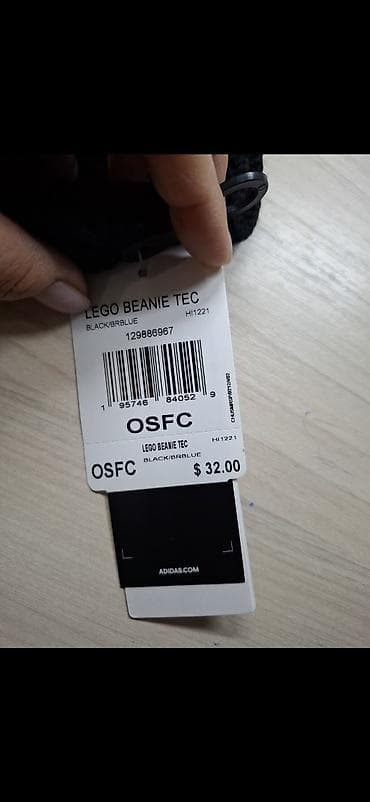 LEGO BEANIE TEC
BLACK/BRBLUE HI1221
129886967
1 95746 84052 9
OSFC
LEGO BEANIE TEC HI1221
BLACK/BRBLUE
OSFC $ 32.00
ADIDAS.COM